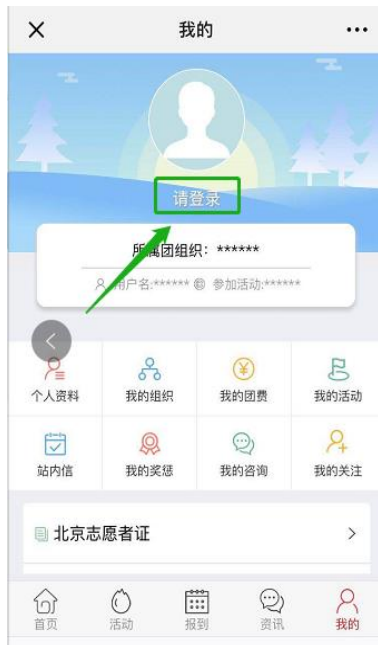 我的
请登录
所属团组织：******
用户名:****** 参加活动:******
个人资料 我的组织 我的团费 我的活动
站内信 我的奖惩 我的咨询 我的关注
北京志愿者证
首页 活动 报到 资讯 我的